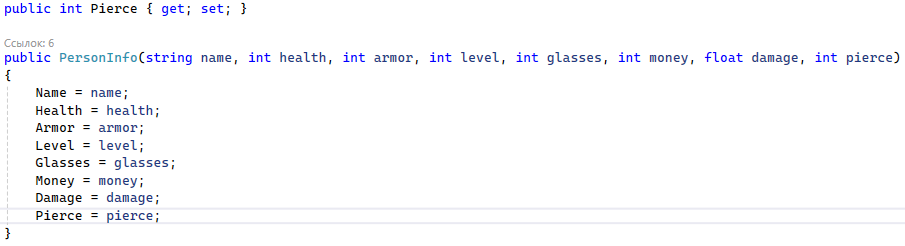 public int Pierce { get; set; }
Ссылок: 6
public PersonInfo(string name, int health, int armor, int level, int glasses, int money, float damage, int pierce)
{
Name = name;
Health = health;
Armor = armor;
Level = level;
Glasses = glasses;
Money = money;
Damage = damage;
Pierce = pierce;
}